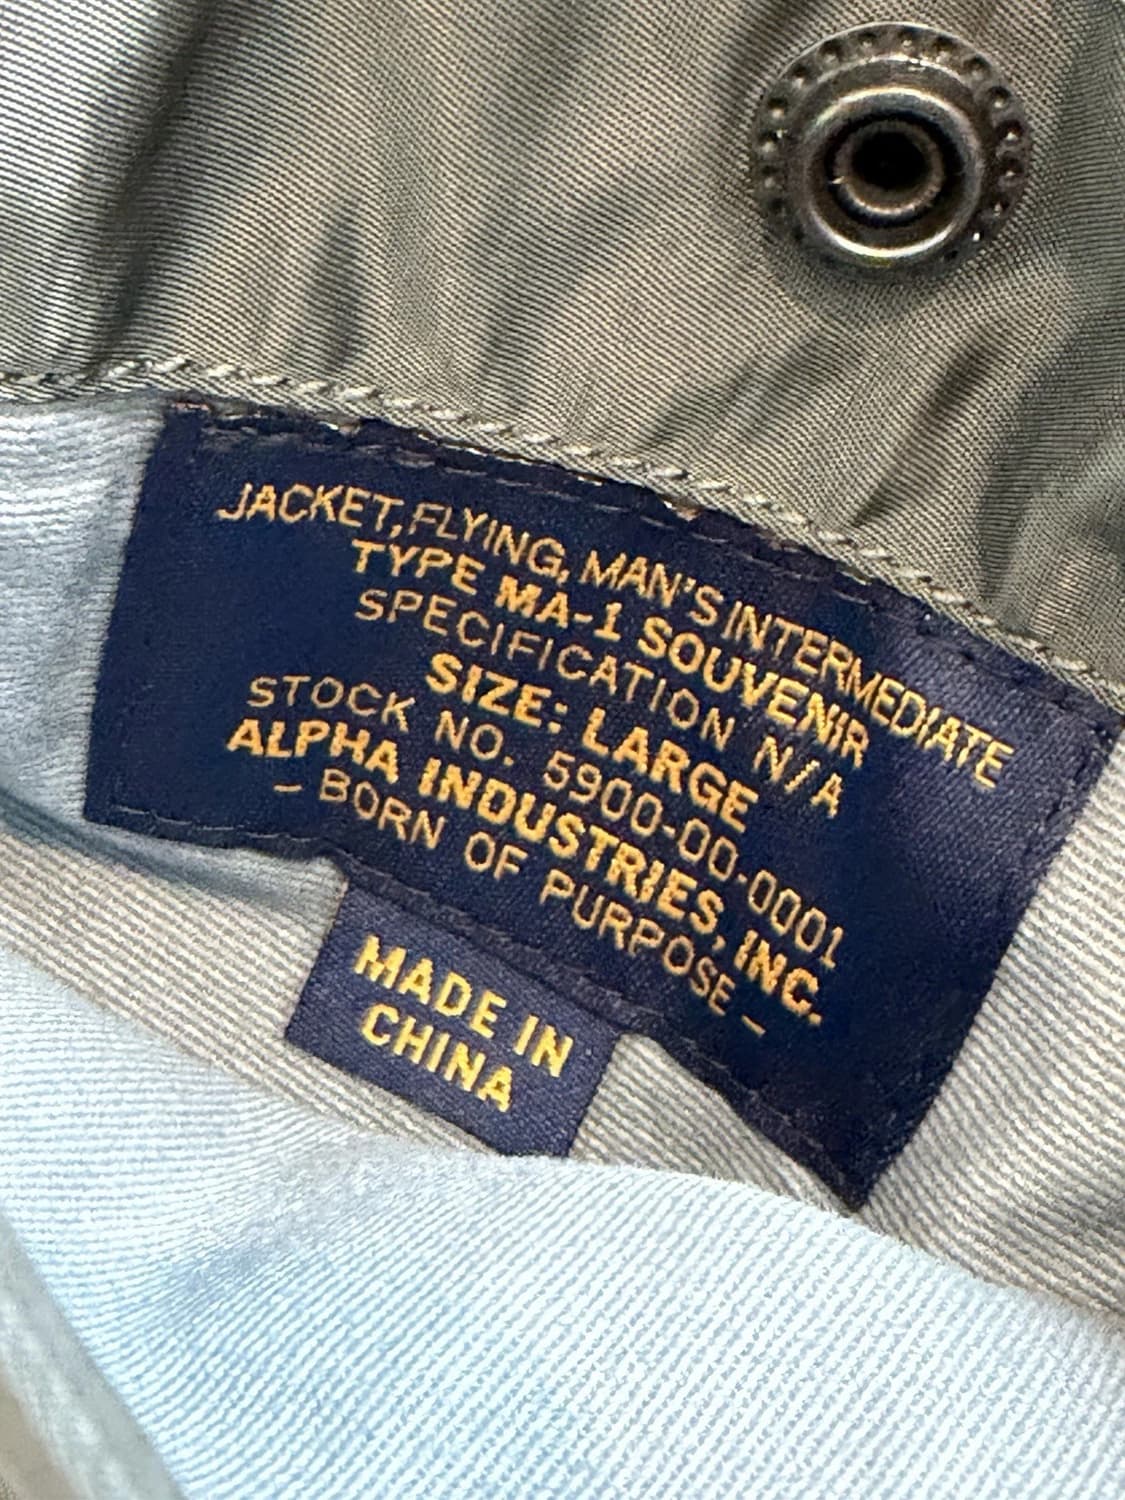 JACKET, FLYING, MAN'S INTERMEDIATE
TYPE MA-1 SOUVENIR
SPECIFICATION N/A
SIZE: LARGE
STOCK NO. 5900-00-0001
ALPHA INDUSTRIES, INC.
- BORN OF PURPOSE -
MADE IN
CHINA